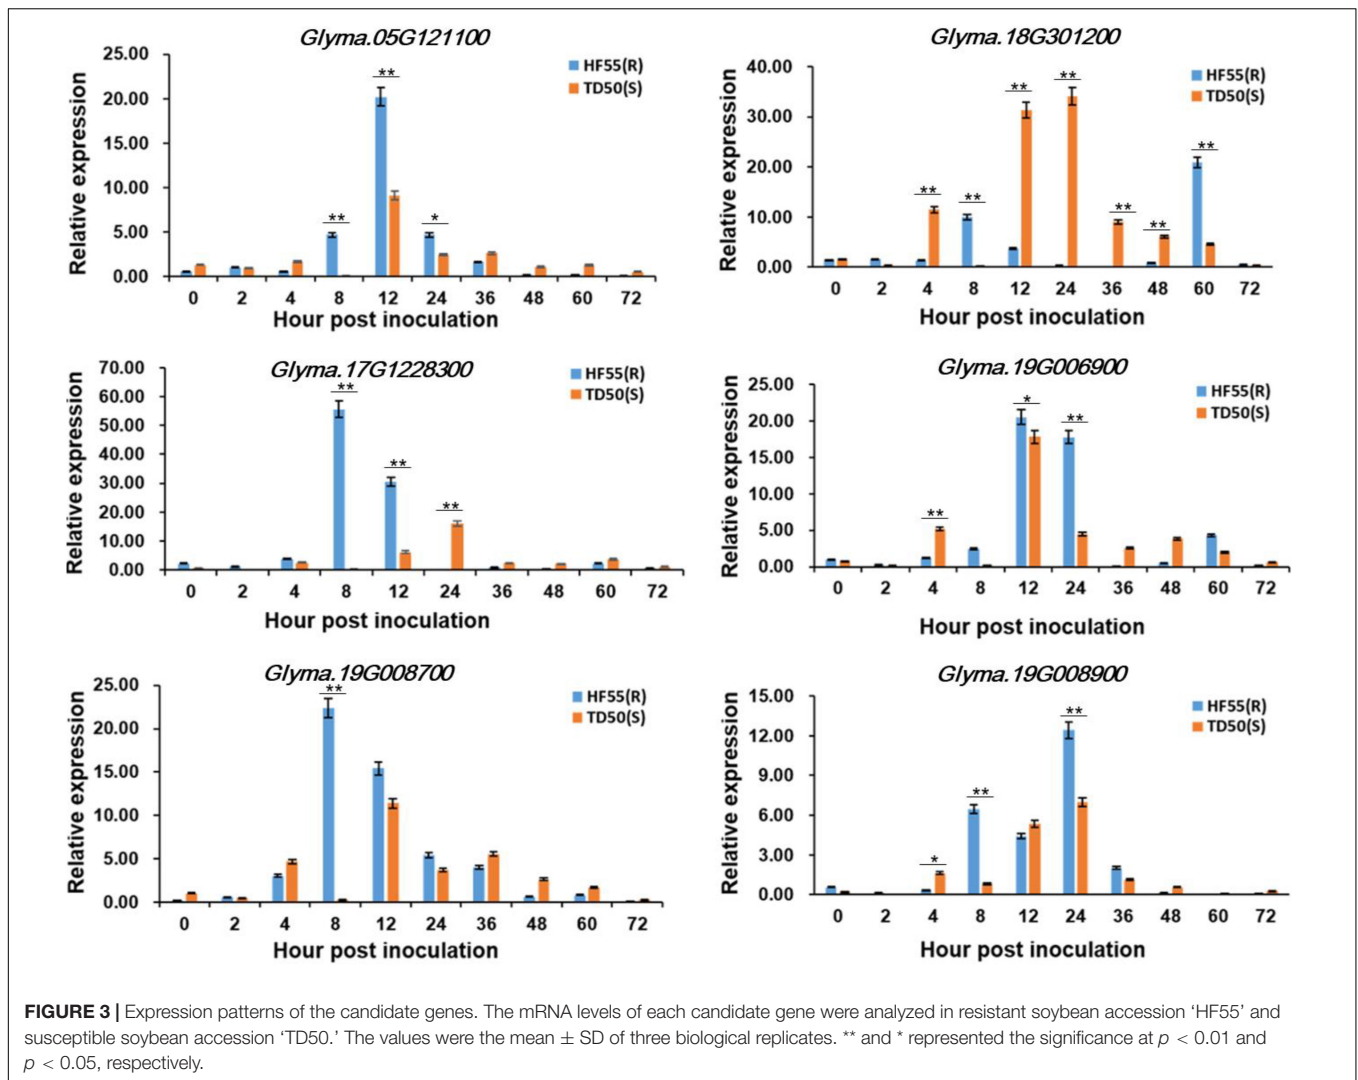 Glyma.05G121100
25.00
20.00
15.00
10.00
5.00
0.00
Relative expression
HF55(R)
TD50(S)
**
**
*
0 2 4 8 12 24 36 48 60 72
Hour post inoculation
Glyma.18G301200
40.00
30.00
20.00
10.00
0.00
Relative expression
HF55(R)
TD50(S)
**
**
**
**
**
**
**
0 2 4 8 12 24 36 48 60 72
Hour post inoculation
Glyma.17G1228300
70.00
60.00
50.00
40.00
30.00
20.00
10.00
0.00
Relative expression
HF55(R)
TD50(S)
**
**
**
0 2 4 8 12 24 36 48 60 72
Hour post inoculation
Glyma.19G006900
25.00
20.00
15.00
10.00
5.00
0.00
Relative expression
HF55(R)
TD50(S)
**
*
**
0 2 4 8 12 24 36 48 60 72
Hour post inoculation
Glyma.19G008700
25.00
20.00
15.00
10.00
5.00
0.00
Relative expression
HF55(R)
TD50(S)
**
0 2 4 8 12 24 36 48 60 72
Hour post inoculation
Glyma.19G008900
15.00
12.00
9.00
6.00
3.00
0.00
Relative expression
HF55(R)
TD50(S)
*
**
**
0 2 4 8 12 24 36 48 60 72
Hour post inoculation
FIGURE 3 | Expression patterns of the candidate genes. The mRNA levels of each candidate gene were analyzed in resistant soybean accession ‘HF55’ and
susceptible soybean accession ‘TD50.’ The values were the mean ± SD of three biological replicates. ** and * represented the significance at p < 0.01 and
p < 0.05, respectively.